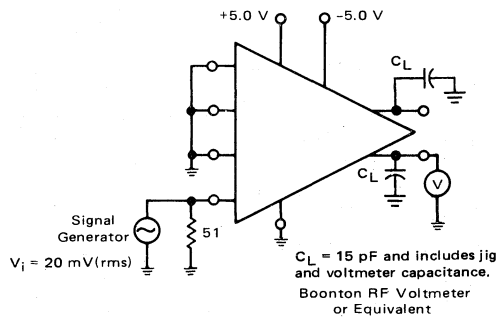 +5.0 V
-5.0 V
CL
CL
V
Signal
Generator
51
Vi = 20 mV(rms)
CL = 15 pF and includes jig
and voltmeter capacitance.
Boonton RF Voltmeter
or Equivalent